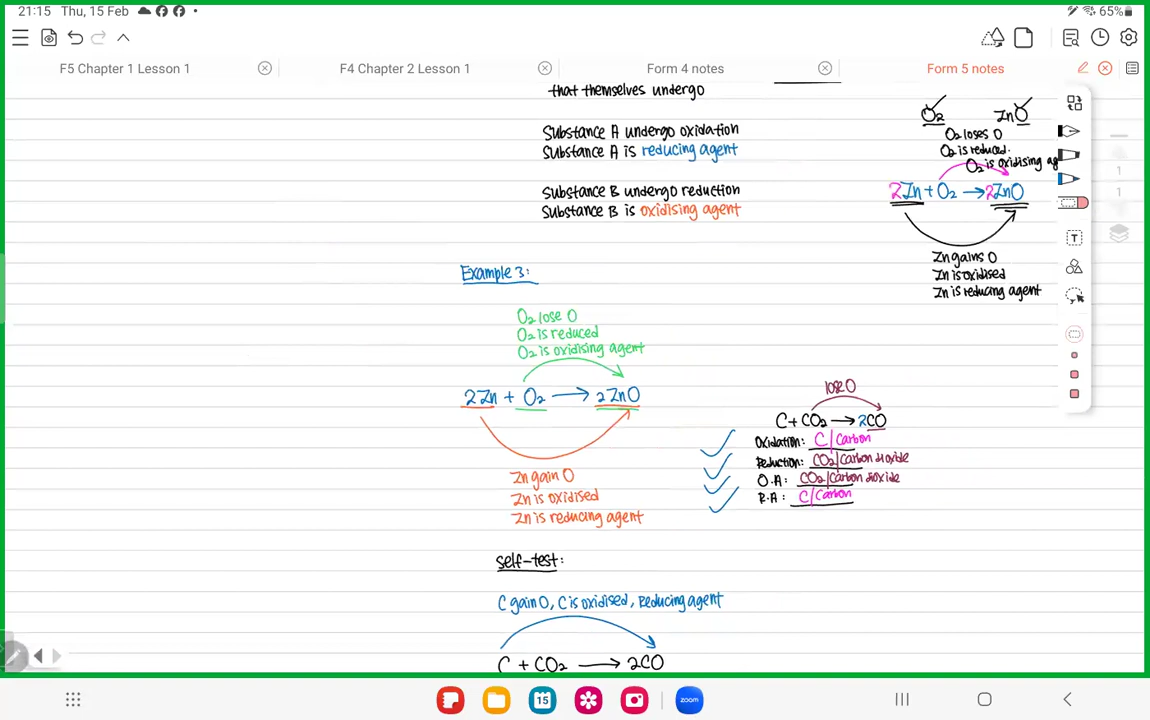 21:15 Thu, 15 Feb
65%
F5 Chapter 1 Lesson 1
F4 Chapter 2 Lesson 1
Form 4 notes
Form 5 notes
that themselves undergo
Substance A undergo oxidation
Substance A is reducing agent
Substance B undergo reduction
Substance B is oxidising agent
O₂ ZnO
O₂ loses O
O₂ is reduced.
O₂ is oxidising ag
2Zn + O₂ → 2ZnO
Zn gains O
Zn is oxidised
Zn is reducing agent
Example 3:
O₂ lose O
O₂ is reduced
O₂ is oxidising agent
2Zn + O₂ → 2ZnO
Zn gain O
Zn is oxidised
Zn is reducing agent
lose O
C + CO₂ → 2CO
Oxidation: C/Carbon
Reduction: CO₂/Carbon dioxide
O.A: CO₂/Carbon dioxide
R.A: C/Carbon
self-test:
C gain O, C is oxidised, Reducing agent
C + CO₂ → 2CO
T
1
1
15
zoom